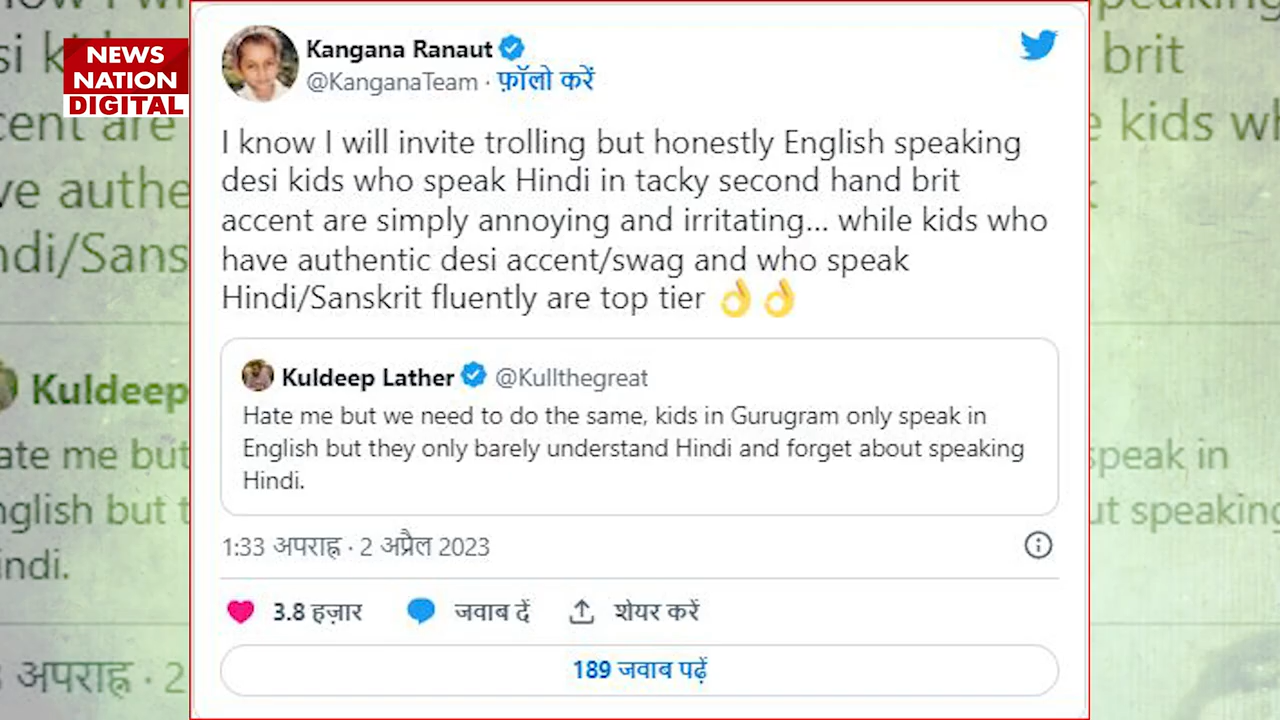 NEWS
NATION
DIGITAL
Kangana Ranaut
@KanganaTeam · फ़ॉलो करें
I know I will invite trolling but honestly English speaking
desi kids who speak Hindi in tacky second hand brit
accent are simply annoying and irritating... while kids who
have authentic desi accent/swag and who speak
Hindi/Sanskrit fluently are top tier 👌👌
Kuldeep Lather @Kullthegreat
Hate me but we need to do the same, kids in Gurugram only speak in
English but they only barely understand Hindi and forget about speaking
Hindi.
1:33 अपराह्न · 2 अप्रैल 2023
3.8 हज़ार जवाब दें शेयर करें
189 जवाब पढ़ें